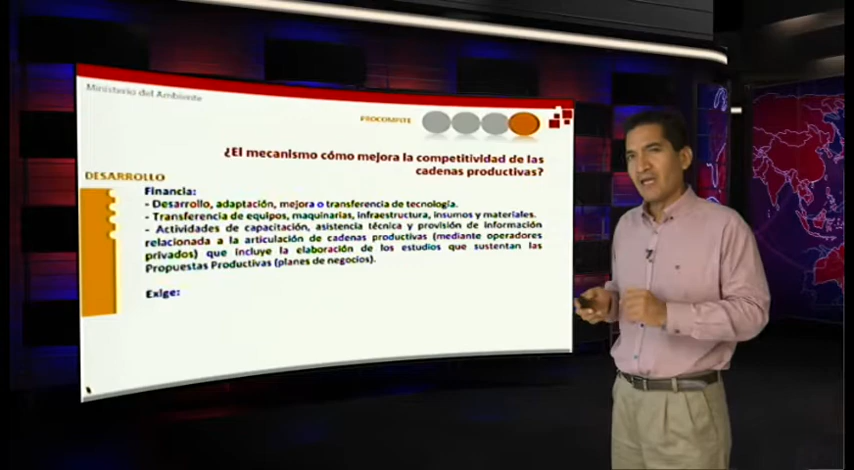 Ministerio del Ambiente
PROCOMPITE
¿El mecanismo cómo mejora la competitividad de las
cadenas productivas?
DESARROLLO
Financia:
- Desarrollo, adaptación, mejora o transferencia de tecnología.
- Transferencia de equipos, maquinarias, infraestructura, insumos y materiales.
- Actividades de capacitación, asistencia técnica y provisión de información
relacionada a la articulación de cadenas productivas (mediante operadores
privados) que incluye la elaboración de los estudios que sustentan las
Propuestas Productivas (planes de negocios).
Exige: